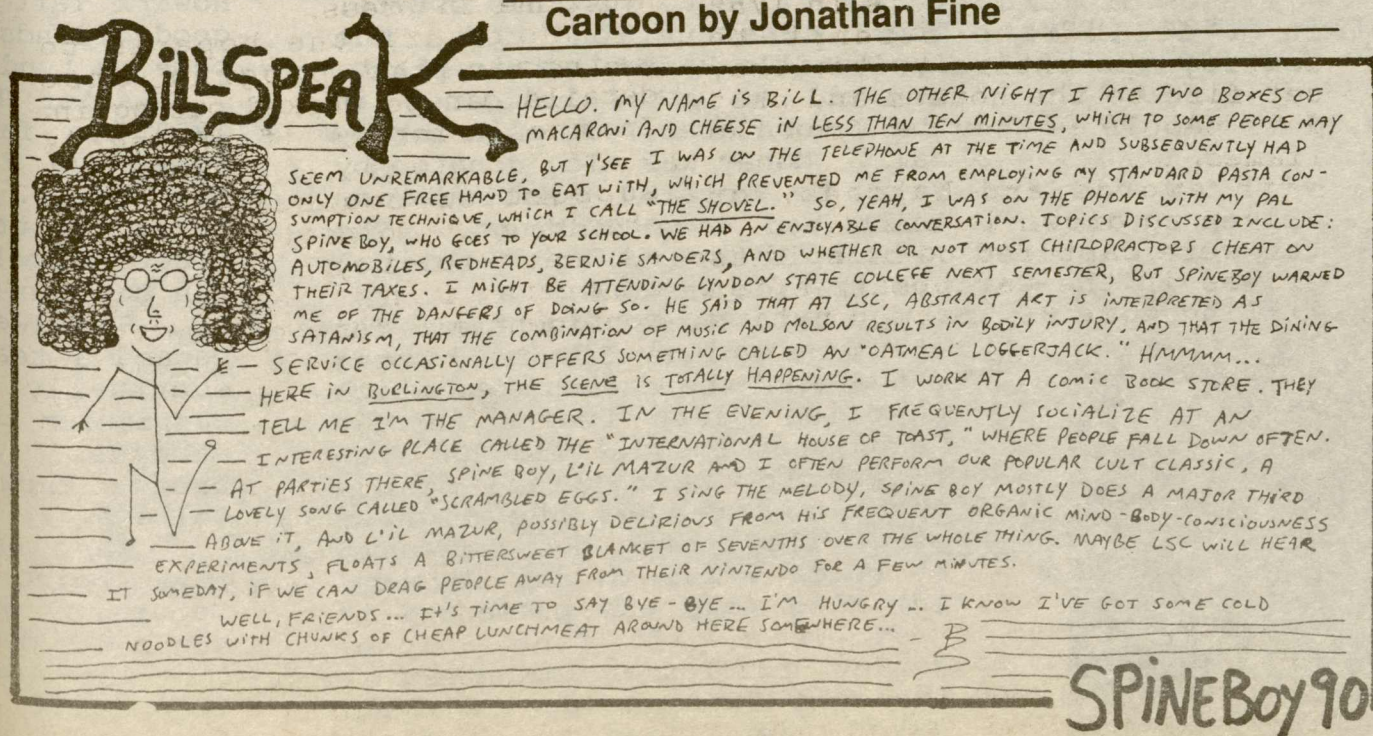 Cartoon by Jonathan Fine
BILLSPEAK
HELLO. MY NAME IS BILL. THE OTHER NIGHT I ATE TWO BOXES OF
MACARONI AND CHEESE IN LESS THAN TEN MINUTES, WHICH TO SOME PEOPLE MAY
SEEM UNREMARKABLE, BUT Y'SEE I WAS ON THE TELEPHONE AT THE TIME AND SUBSEQUENTLY HAD
ONLY ONE FREE HAND TO EAT WITH, WHICH PREVENTED ME FROM EMPLOYING MY STANDARD PASTA CON-
SUMPTION TECHNIQUE, WHICH I CALL "THE SHOVEL." SO, YEAH, I WAS ON THE PHONE WITH MY PAL
SPINE BOY, WHO GOES TO YOUR SCHOOL. WE HAD AN ENJOYABLE CONVERSATION. TOPICS DISCUSSED INCLUDE:
AUTOMOBILES, REDHEADS, BERNIE SANDERS, AND WHETHER OR NOT MOST CHIROPRACTORS CHEAT ON
THEIR TAXES. I MIGHT BE ATTENDING LYNDON STATE COLLEGE NEXT SEMESTER, BUT SPINEBOY WARNED
ME OF THE DANGERS OF DOING SO. HE SAID THAT AT LSC, ABSTRACT ART IS INTERPRETED AS
SATANISM, THAT THE COMBINATION OF MUSIC AND MOLSON RESULTS IN BODILY INJURY, AND THAT THE DINING
SERVICE OCCASIONALLY OFFERS SOMETHING CALLED AN "OATMEAL LOGGERJACK." HMMMM...
HERE IN BURLINGTON, THE SCENE IS TOTALLY HAPPENING. I WORK AT A COMIC BOOK STORE. THEY
TELL ME I'M THE MANAGER. IN THE EVENING, I FREQUENTLY SOCIALIZE AT AN
INTERESTING PLACE CALLED THE "INTERNATIONAL HOUSE OF TOAST," WHERE PEOPLE FALL DOWN OFTEN.
AT PARTIES THERE, SPINE BOY, L'IL MAZUR AND I OFTEN PERFORM OUR POPULAR CULT CLASSIC, A
LOVELY SONG CALLED "SCRAMBLED EGGS." I SING THE MELODY, SPINE BOY MOSTLY DOES A MAJOR THIRD
ABOVE IT, AND L'IL MAZUR, POSSIBLY DELIRIOUS FROM HIS FREQUENT ORGANIC MIND-BODY-CONSCIOUSNESS
EXPERIMENTS, FLOATS A BITTERSWEET BLANKET OF SEVENTHS OVER THE WHOLE THING. MAYBE LSC WILL HEAR
IT SOMEDAY, IF WE CAN DRAG PEOPLE AWAY FROM THEIR NINTENDO FOR A FEW MINUTES.
WELL, FRIENDS... IT'S TIME TO SAY BYE-BYE... I'M HUNGRY... I KNOW I'VE GOT SOME COLD
NOODLES WITH CHUNKS OF CHEAP LUNCHMEAT AROUND HERE SOMEWHERE...
- B
SPINEBOY 90